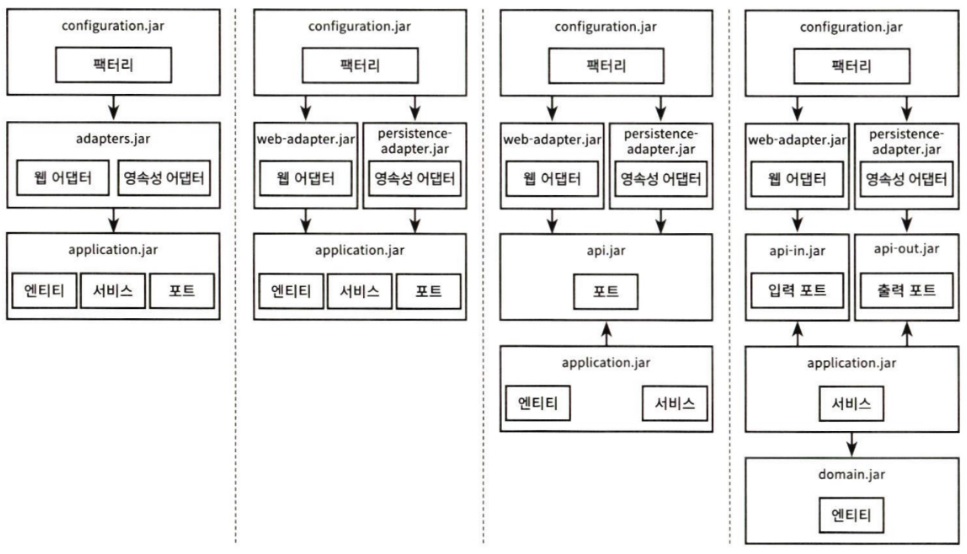 configuration.jar
팩터리
adapters.jar
웹 어댑터
영속성 어댑터
application.jar
엔티티
서비스
포트
configuration.jar
팩터리
web-adapter.jar
웹 어댑터
persistence-
adapter.jar
영속성 어댑터
application.jar
엔티티
서비스
포트
configuration.jar
팩터리
web-adapter.jar
웹 어댑터
persistence-
adapter.jar
영속성 어댑터
api.jar
포트
application.jar
엔티티
서비스
configuration.jar
팩터리
web-adapter.jar
웹 어댑터
persistence-
adapter.jar
영속성 어댑터
api-in.jar
입력 포트
api-out.jar
출력 포트
application.jar
서비스
domain.jar
엔티티